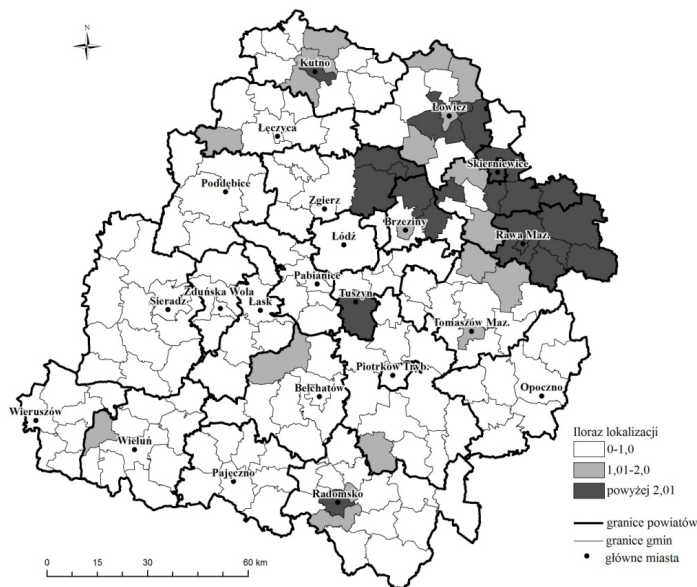 N
Kutno
Łowicz
Łęczyca
Skierniewice
Poddębice
Zgierz
Brzeziny
Rawa Maz.
Łódź
Pabianice
Zduńska Wola
Tuszyn
Sieradz
Łask
Tomaszów Maz.
Piotrków Tryb.
Bełchatów
Opoczno
Wieruszów
Wieluń
Pajęczno
Radomsko
Iloraz lokalizacji
0-1,0
1,01-2,0
powyżej 2,01
granice powiatów
granice gmin
główne miasta
0 15 30 60 km